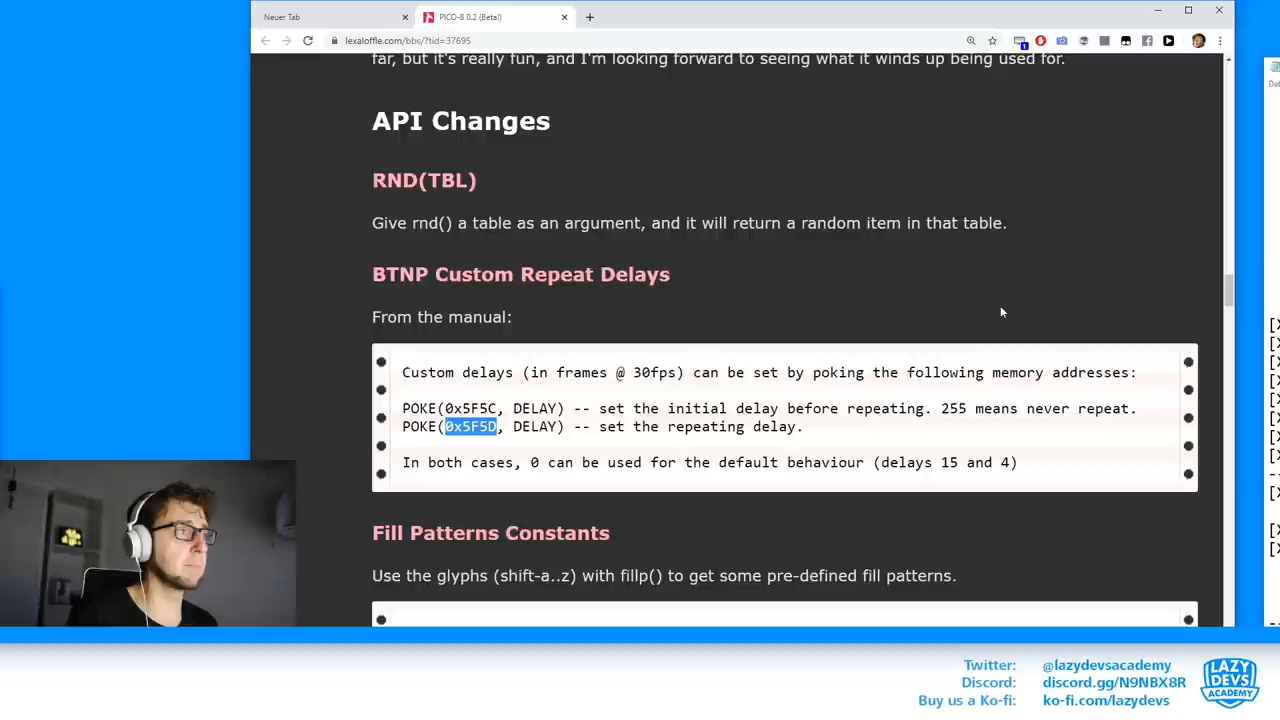 Neuer Tab
PICO-8 0.2 (Beta!)
lexaloffle.com/bbs/?tid=37695
far, but it's really fun, and I'm looking forward to seeing what it winds up being used for.
API Changes
RND(TBL)
Give rnd() a table as an argument, and it will return a random item in that table.
BTNP Custom Repeat Delays
From the manual:
Custom delays (in frames @ 30fps) can be set by poking the following memory addresses:
POKE(0x5F5C, DELAY) -- set the initial delay before repeating. 255 means never repeat.
POKE(0x5F5D, DELAY) -- set the repeating delay.
In both cases, 0 can be used for the default behaviour (delays 15 and 4)
Fill Patterns Constants
Use the glyphs (shift-a..z) with fillp() to get some pre-defined fill patterns.
Twitter: @lazydevsacademy
Discord: discord.gg/N9NBX8R
Buy us a Ko-fi: ko-fi.com/lazydevs
LAZY
DEVS
ACADEMY